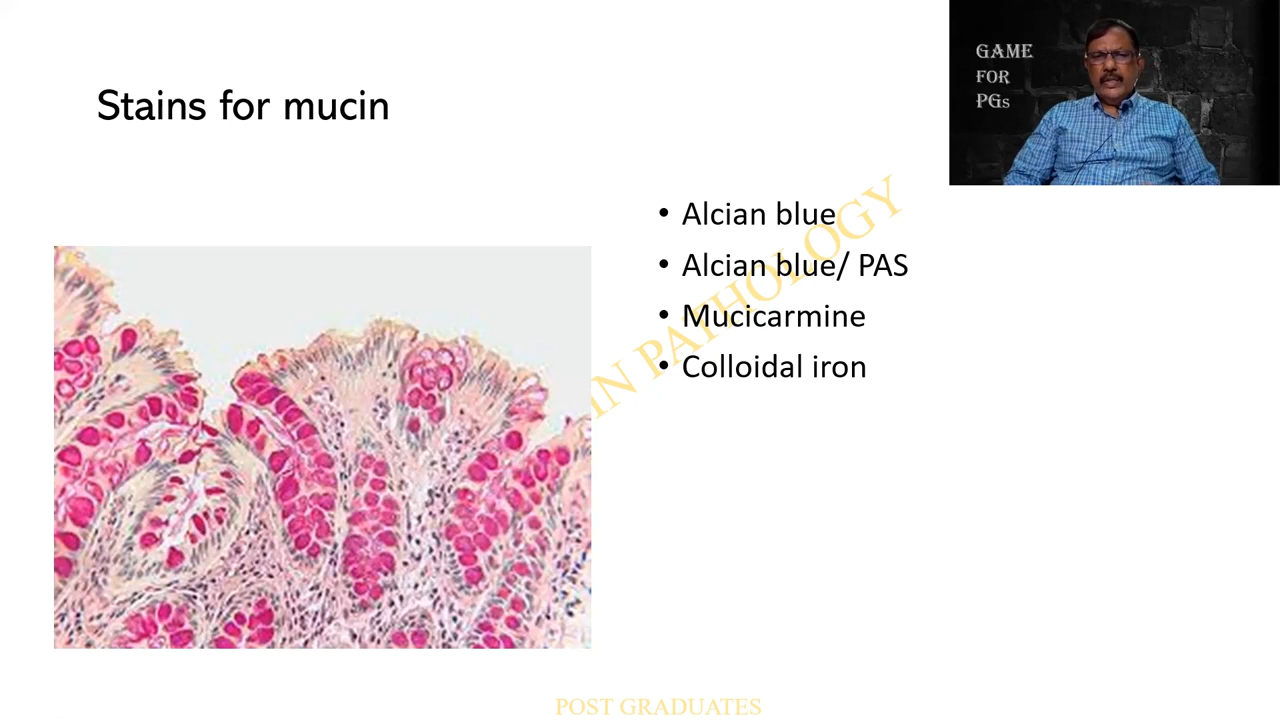 Stains for mucin
GAME
FOR
PGs
• Alcian blue
• Alcian blue/ PAS
• Mucicarmine
• Colloidal iron
IN PATHOLOGY
POST GRADUATES